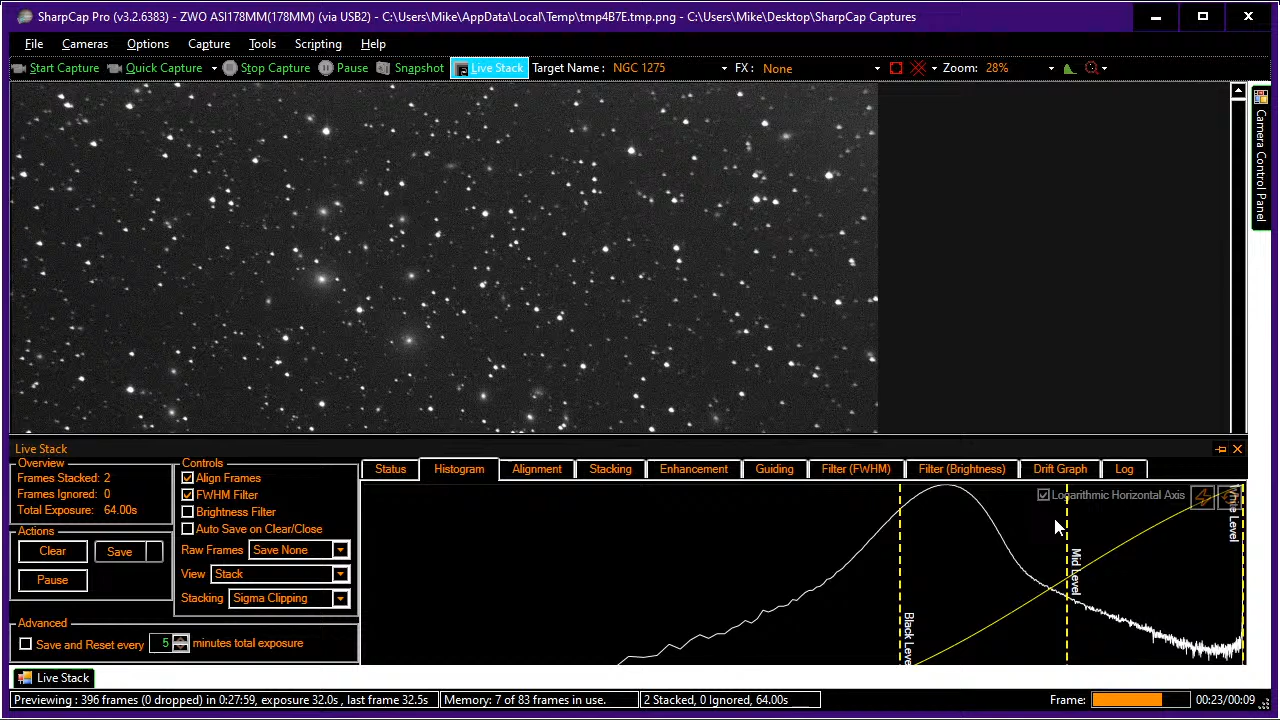 SharpCap Pro (v3.2.6383) - ZWO ASI178MM(178MM) (via USB2) - C:\Users\Mike\AppData\Local\Temp\tmp4B7E.tmp.png - C:\Users\Mike\Desktop\SharpCap Captures
File Cameras Options Capture Tools Scripting Help
Start Capture Quick Capture Stop Capture Pause Snapshot Live Stack Target Name : NGC 1275 FX : None Zoom: 28%
Camera Control Panel
Live Stack
Overview
Frames Stacked: 2
Frames Ignored: 0
Total Exposure: 64.00s
Actions
Clear Save
Pause
Controls
Align Frames
FWHM Filter
Brightness Filter
Auto Save on Clear/Close
Raw Frames Save None
View Stack
Stacking Sigma Clipping
Advanced
Save and Reset every 5 minutes total exposure
Status Histogram Alignment Stacking Enhancement Guiding Filter (FWHM) Filter (Brightness) Drift Graph Log
Logarithmic Horizontal Axis
Black Level
Mid Level
White Level
Live Stack
Previewing : 396 frames (0 dropped) in 0:27:59, exposure 32.0s , last frame 32.5s Memory: 7 of 83 frames in use. 2 Stacked, 0 Ignored, 64.00s Frame: 00:23/00:09